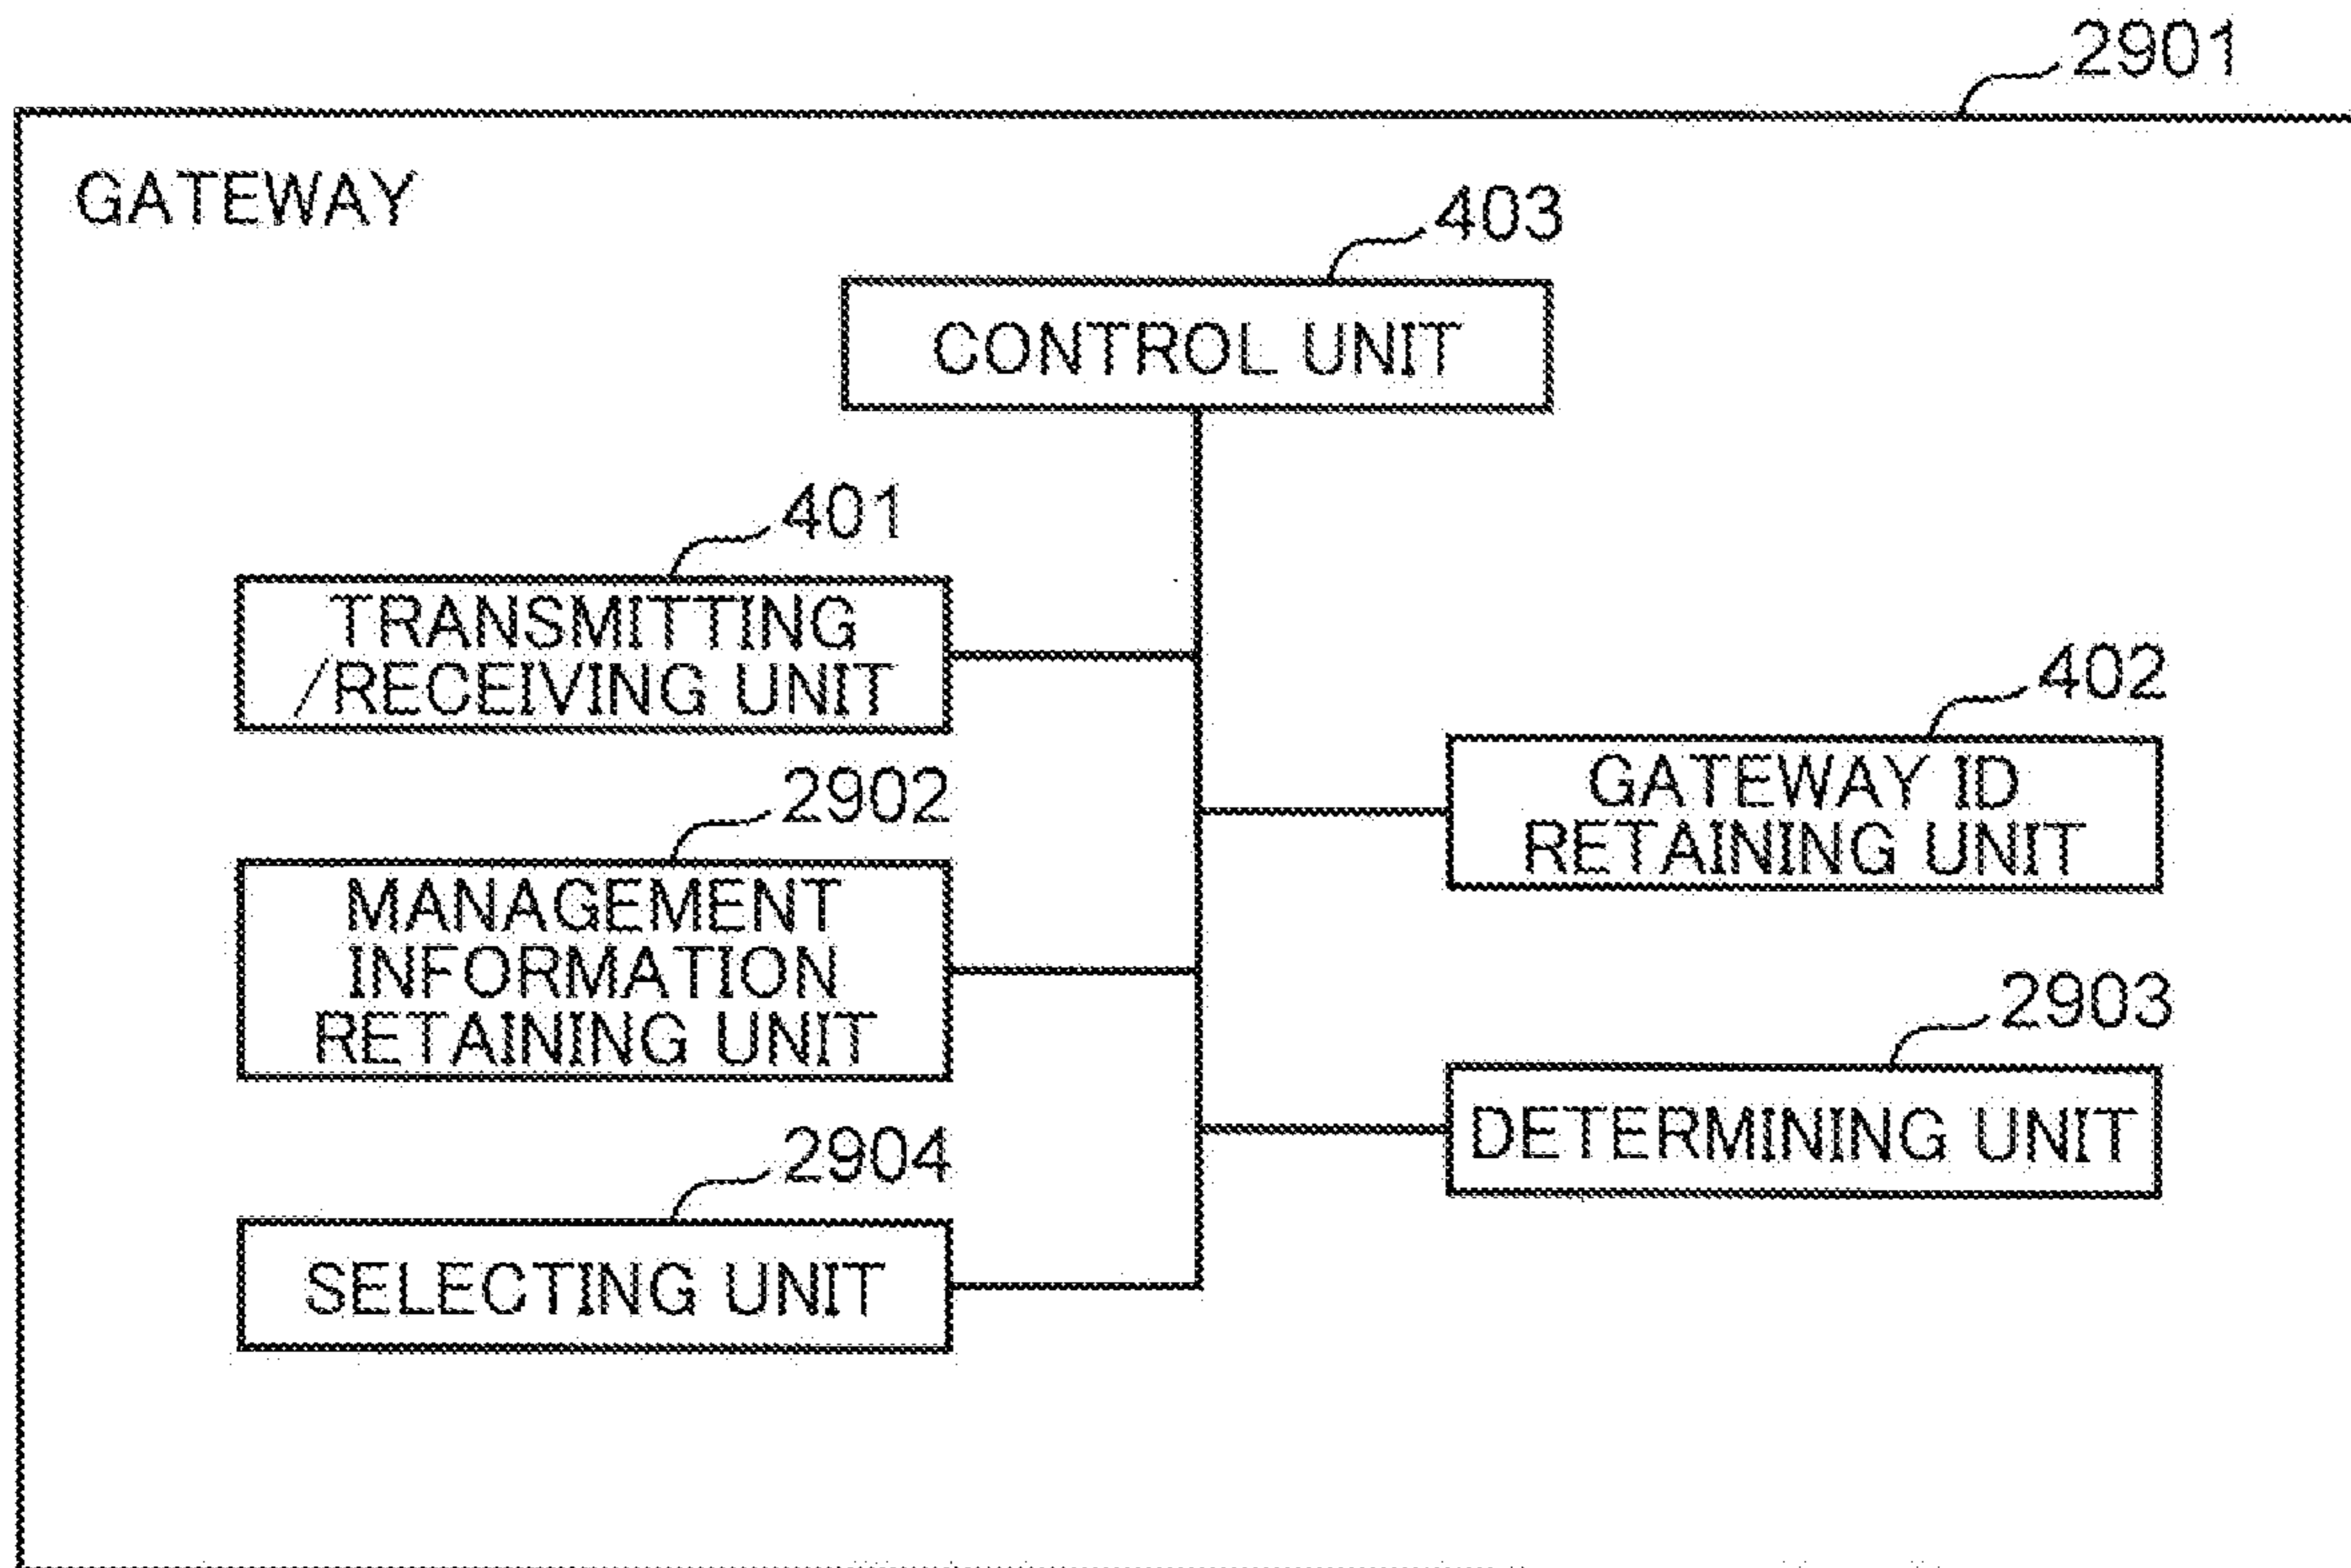 2901
GATEWAY
403
CONTROL UNIT
401
TRANSMITTING
/RECEIVING UNIT
402
GATEWAY ID
RETAINING UNIT
2902
MANAGEMENT
INFORMATION
RETAINING UNIT
2903
DETERMINING UNIT
2904
SELECTING UNIT